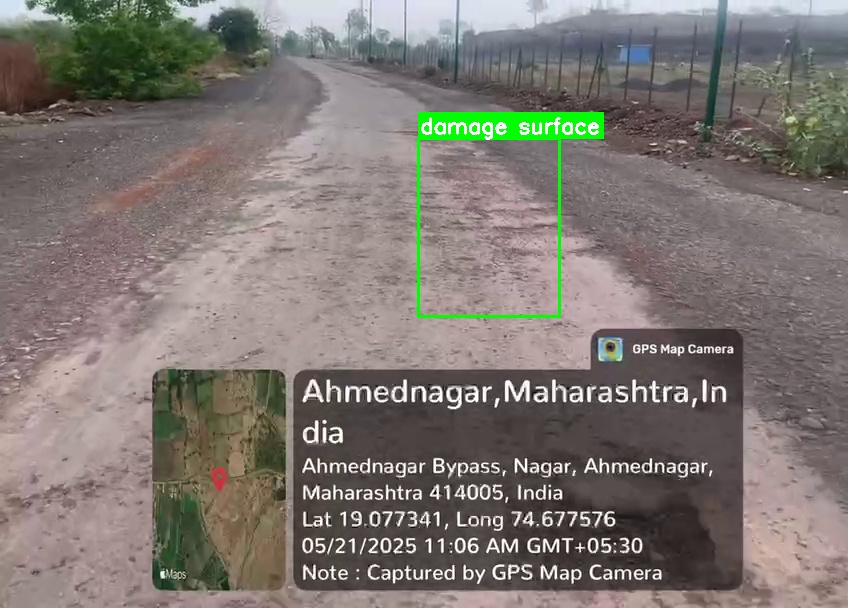 damage surface
GPS Map Camera
Ahmednagar,Maharashtra,In
dia
Ahmednagar Bypass, Nagar, Ahmednagar,
Maharashtra 414005, India
Lat 19.077341, Long 74.677576
05/21/2025 11:06 AM GMT+05:30
Note : Captured by GPS Map Camera
Maps